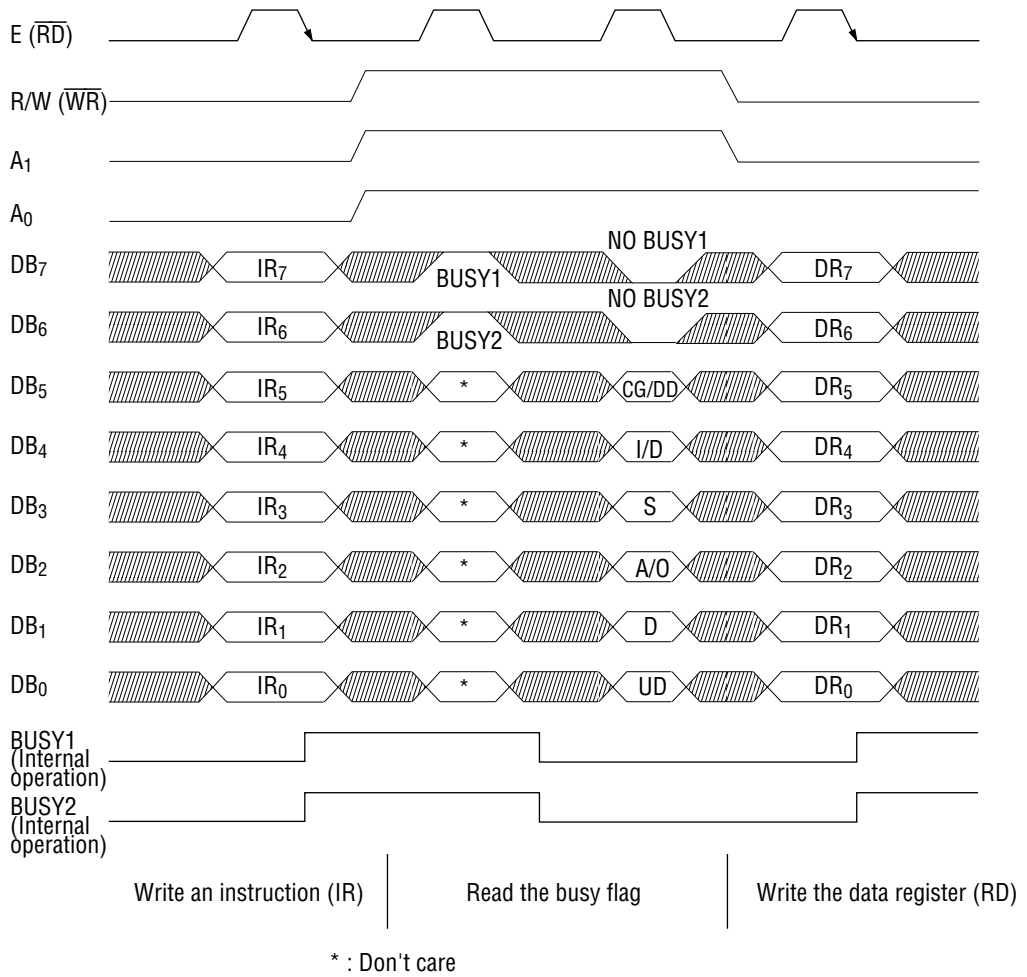 E (RD)
R/W (WR)
A1
A0
NO BUSY1
DB7 IR7 BUSY1 DR7
NO BUSY2
DB6 IR6 BUSY2 DR6
DB5 IR5 * CG/DD DR5
DB4 IR4 * I/D DR4
DB3 IR3 * S DR3
DB2 IR2 * A/O DR2
DB1 IR1 * D DR1
DB0 IR0 * UD DR0
BUSY1
(Internal
operation)
BUSY2
(Internal
operation)
Write an instruction (IR) Read the busy flag Write the data register (RD)
* : Don't care